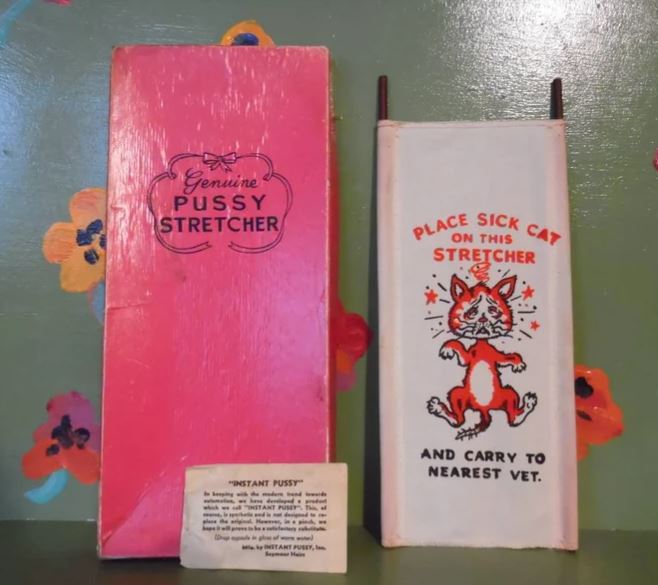 Genuine
PUSSY
STRETCHER
PLACE SICK CAT
ON THIS
STRETCHER
AND CARRY TO
NEAREST VET.
"INSTANT PUSSY"
In keeping with the modern trend towards
automation, we have developed a product
which we call "INSTANT PUSSY". This, of
course, is synthetic and is not designed to re-
place the original. However, in a pinch, we
hope it will prove to be a satisfactory substitute.
(Drop capsule in glass of warm water)
Mfg. by INSTANT PUSSY, Inc.
Seymour Hairs